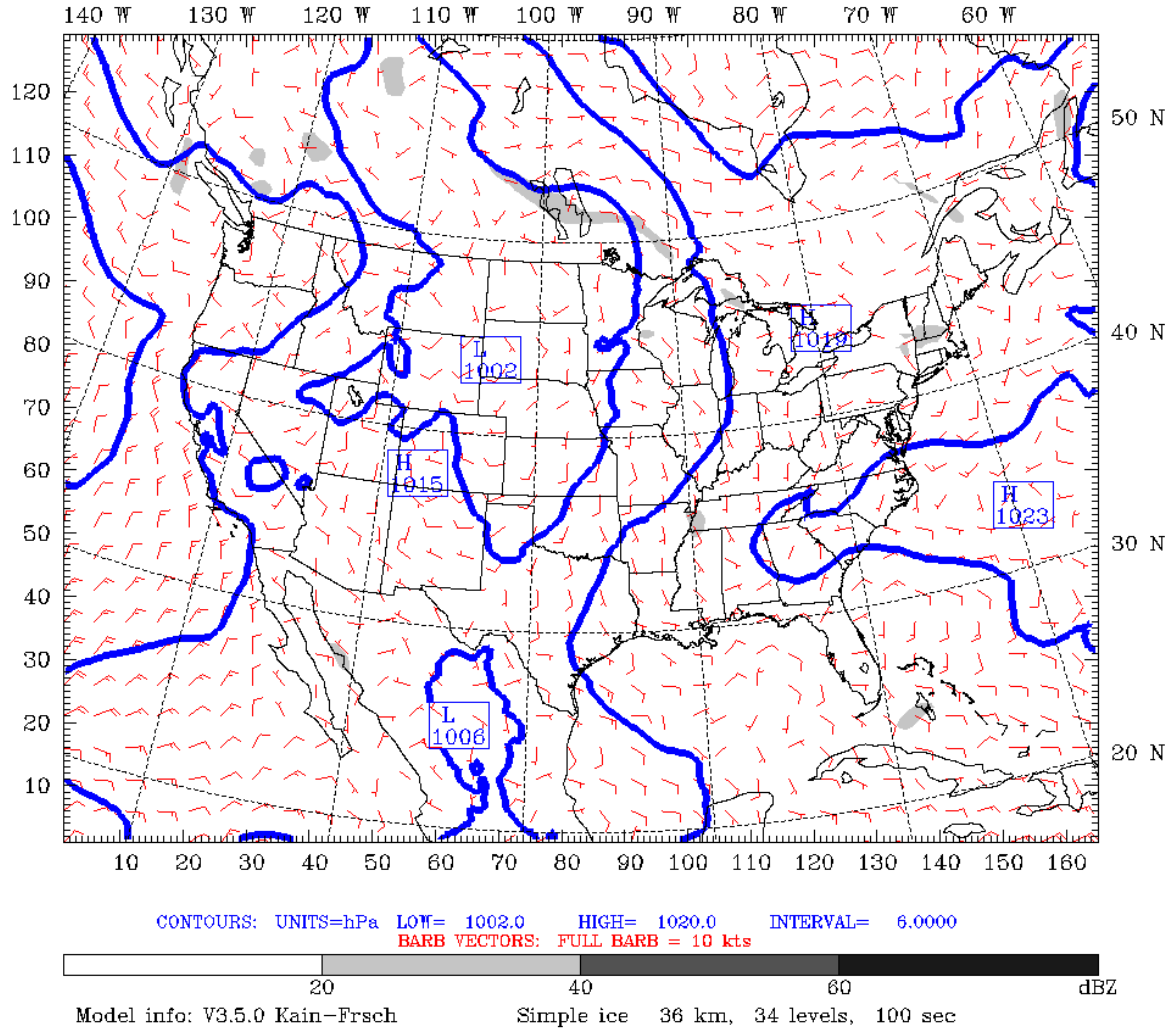 140 W 130 W 120 W 110 W 100 W 90 W 80 W 70 W 60 W
120
50 N
110
100
90
40 N
80
L
1002
H
1019
70
60
H
1015
H
1023
50
30 N
40
30
20
L
1006
20 N
10
10 20 30 40 50 60 70 80 90 100 110 120 130 140 150 160
CONTOURS: UNITS=hPa LOW= 1002.0 HIGH= 1020.0 INTERVAL= 6.0000
BARB VECTORS: FULL BARB = 10 kts
20 40 60 dBZ
Model info: V3.5.0 Kain-Frsch Simple ice 36 km, 34 levels, 100 sec